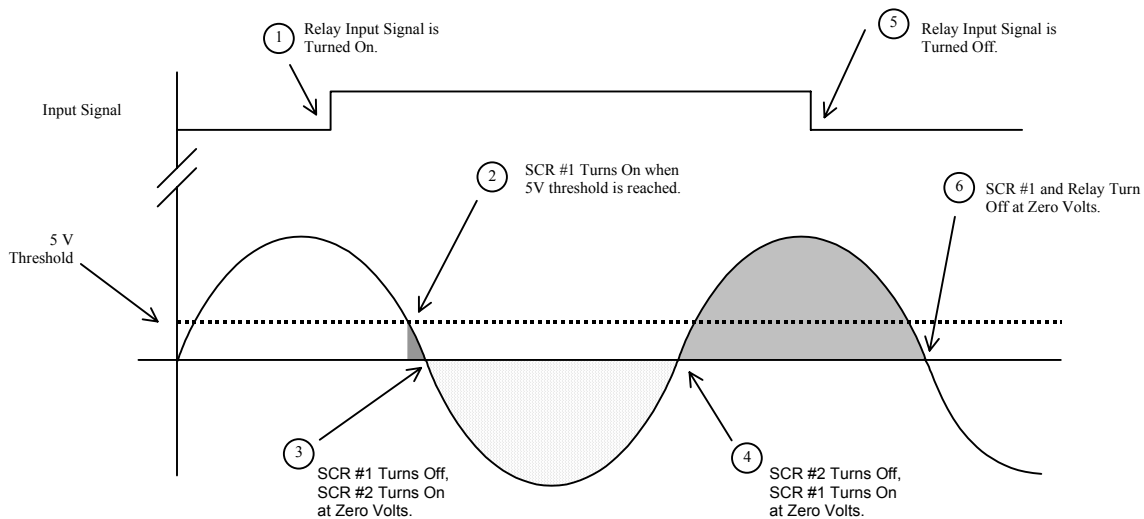 1
Relay Input Signal is
Turned On.
5
Relay Input Signal is
Turned Off.
Input Signal
2
SCR #1 Turns On when
5V threshold is reached.
6
SCR #1 and Relay Turn
Off at Zero Volts.
5 V
Threshold
3
SCR #1 Turns Off,
SCR #2 Turns On
at Zero Volts.
4
SCR #2 Turns Off,
SCR #1 Turns On
at Zero Volts.